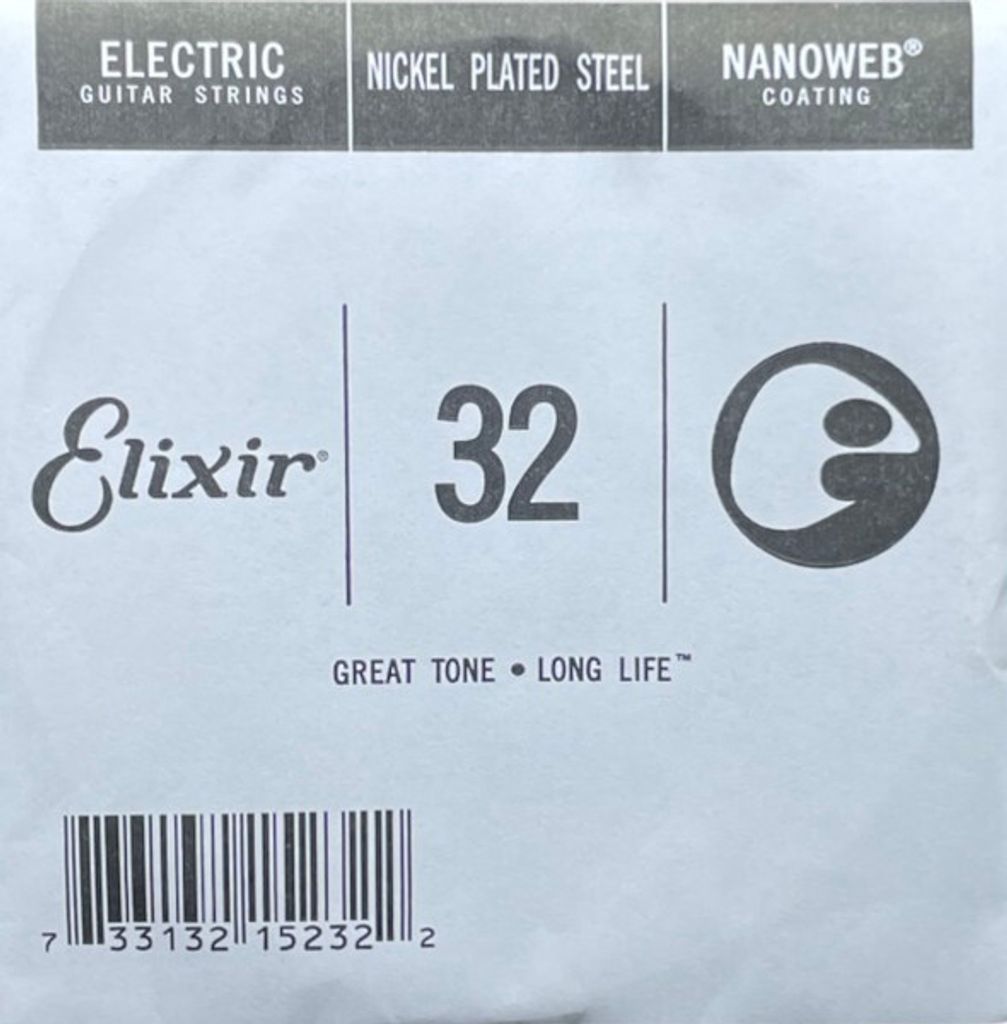 ELECTRIC
GUITAR STRINGS
NICKEL PLATED STEEL
NANOWEB®
COATING
Elixir®
32
GREAT TONE • LONG LIFE™
7 33132 15232 2